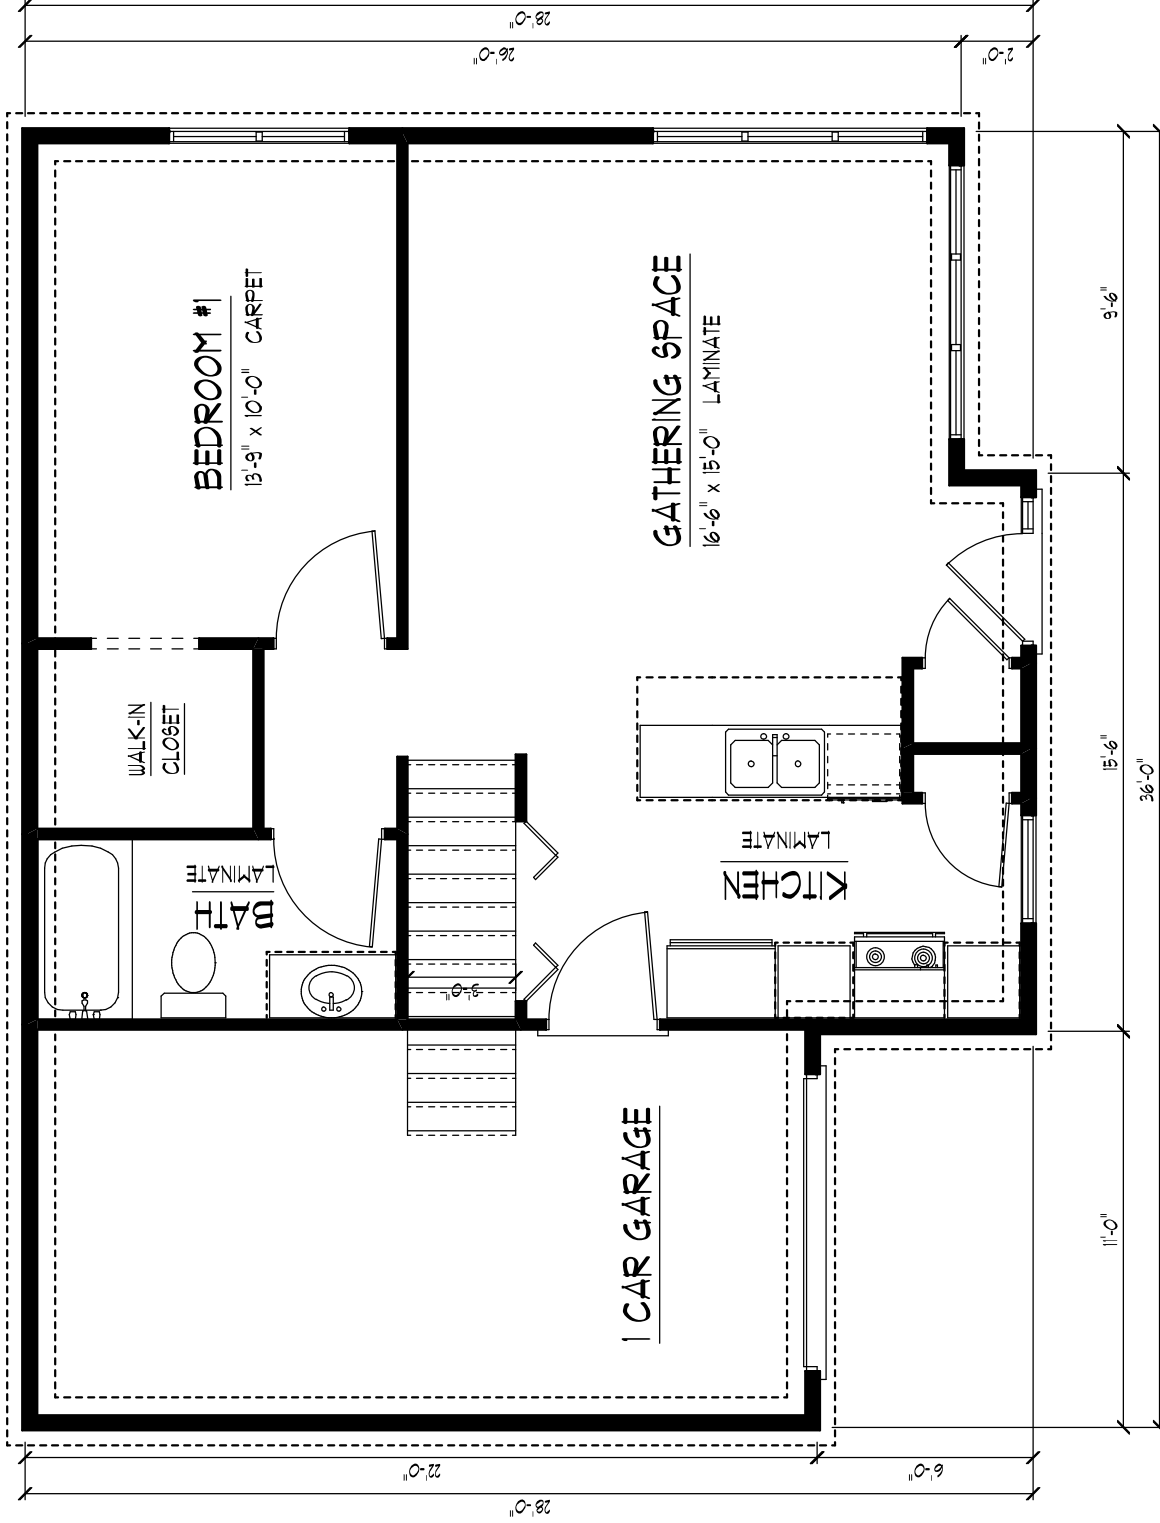 28'-0"
26'-0"
2'-0"
BEDROOM #1
13'-9" x 10'-0" CARPET
GATHERING SPACE
16'-6" x 15'-0" LAMINATE
9'-6"
WALK-IN
CLOSET
15'-6"
36'-0"
LAMINATE
KITCHEN
LAMINATE
BATH
3'-0"
1 CAR GARAGE
11'-0"
22'-0"
6'-0"
28'-0"